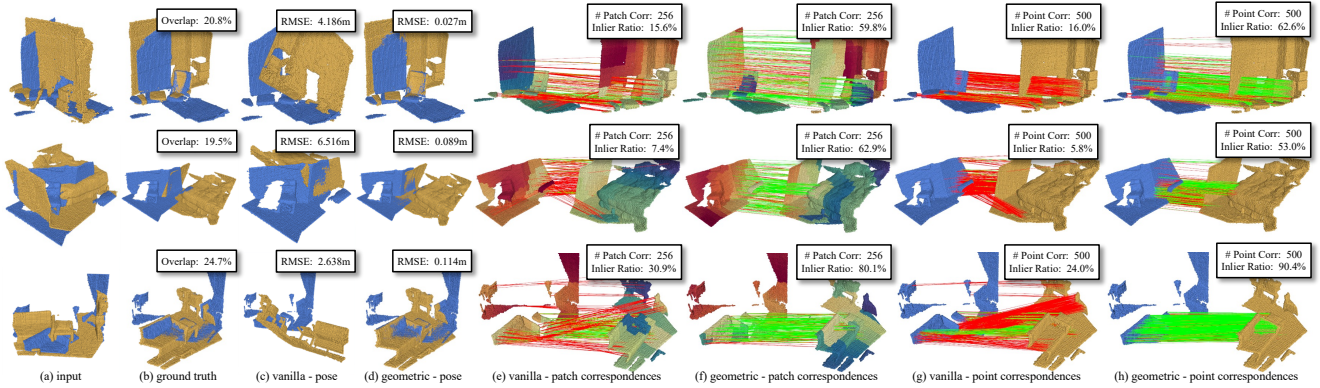 Overlap: 20.8%
RMSE: 4.186m
RMSE: 0.027m
# Patch Corr: 256
Inlier Ratio: 15.6%
# Patch Corr: 256
Inlier Ratio: 59.8%
# Point Corr: 500
Inlier Ratio: 16.0%
# Point Corr: 500
Inlier Ratio: 62.6%
Overlap: 19.5%
RMSE: 6.516m
RMSE: 0.089m
# Patch Corr: 256
Inlier Ratio: 7.4%
# Patch Corr: 256
Inlier Ratio: 62.9%
# Point Corr: 500
Inlier Ratio: 5.8%
# Point Corr: 500
Inlier Ratio: 53.0%
Overlap: 24.7%
RMSE: 2.638m
RMSE: 0.114m
# Patch Corr: 256
Inlier Ratio: 30.9%
# Patch Corr: 256
Inlier Ratio: 80.1%
# Point Corr: 500
Inlier Ratio: 24.0%
# Point Corr: 500
Inlier Ratio: 90.4%
(a) input
(b) ground truth
(c) vanilla - pose
(d) geometric - pose
(e) vanilla - patch correspondences
(f) geometric - patch correspondences
(g) vanilla - point correspondences
(h) geometric - point correspondences